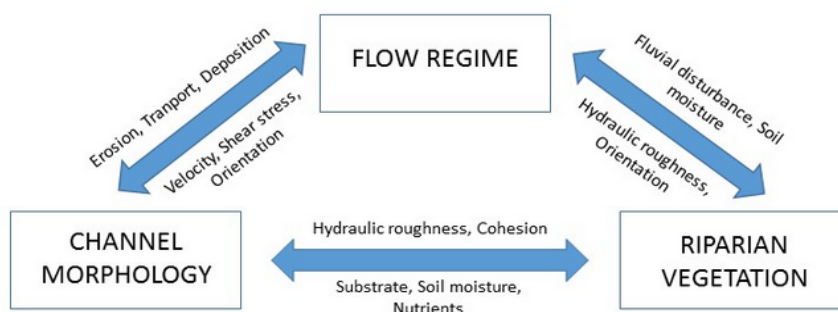 FLOW REGIME
Erosion, Tranport, Deposition
Velocity, Shear stress,
Orientation
Fluvial disturbance, Soil
moisture
Hydraulic roughness,
Orientation
CHANNEL
MORPHOLOGY
Hydraulic roughness, Cohesion
Substrate, Soil moisture,
Nutrients
RIPARIAN
VEGETATION